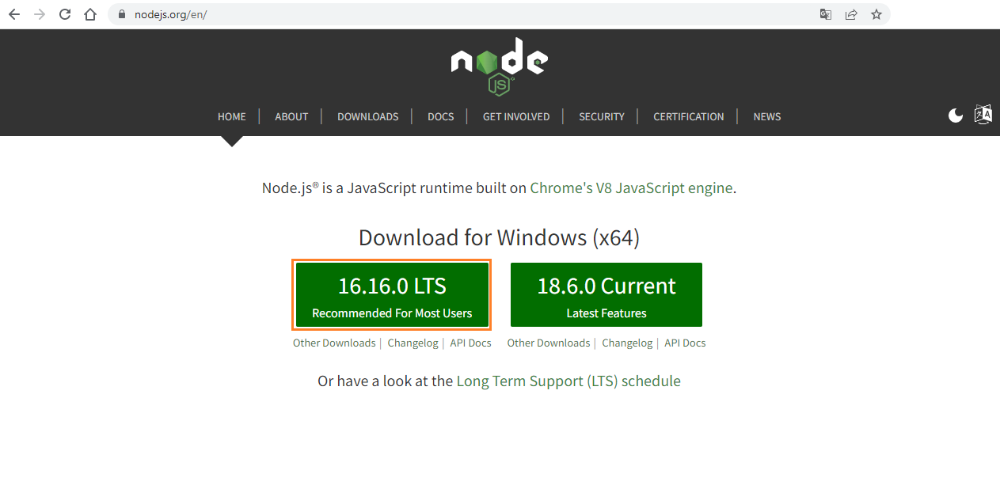 nodejs.org/en/
node
JS
HOME | ABOUT | DOWNLOADS | DOCS | GET INVOLVED | SECURITY | CERTIFICATION | NEWS
Node.js® is a JavaScript runtime built on Chrome's V8 JavaScript engine.
Download for Windows (x64)
16.16.0 LTS
Recommended For Most Users
18.6.0 Current
Latest Features
Other Downloads | Changelog | API Docs
Other Downloads | Changelog | API Docs
Or have a look at the Long Term Support (LTS) schedule